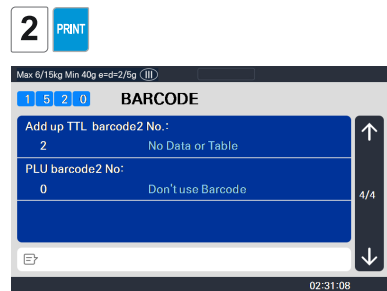 2 PRINT
Max 6/15kg Min 40g e=d=2/5g III
1 5 2 0 BARCODE
Add up TTL barcode2 No.:
2 No Data or Table
PLU barcode2 No:
0 Don't use Barcode
4/4
02:31:08